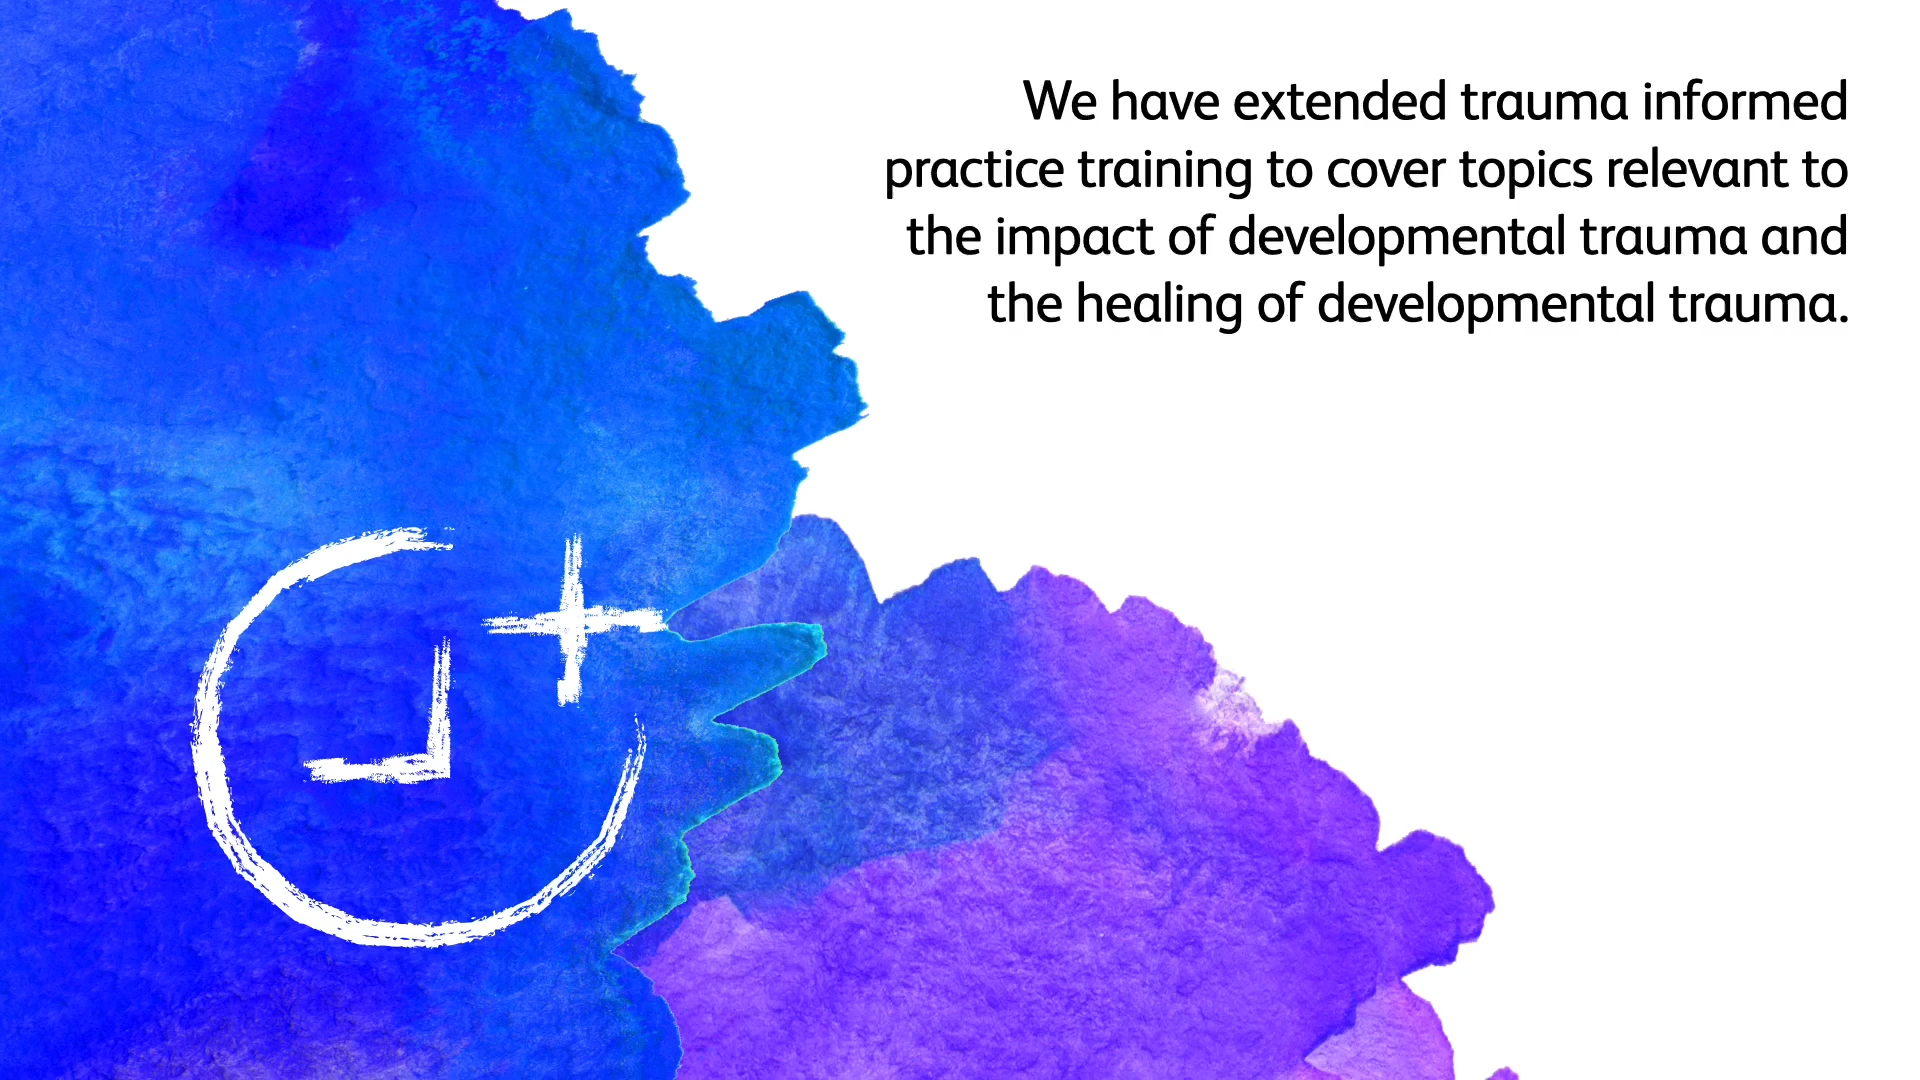 We have extended trauma informed
practice training to cover topics relevant to
the impact of developmental trauma and
the healing of developmental trauma.